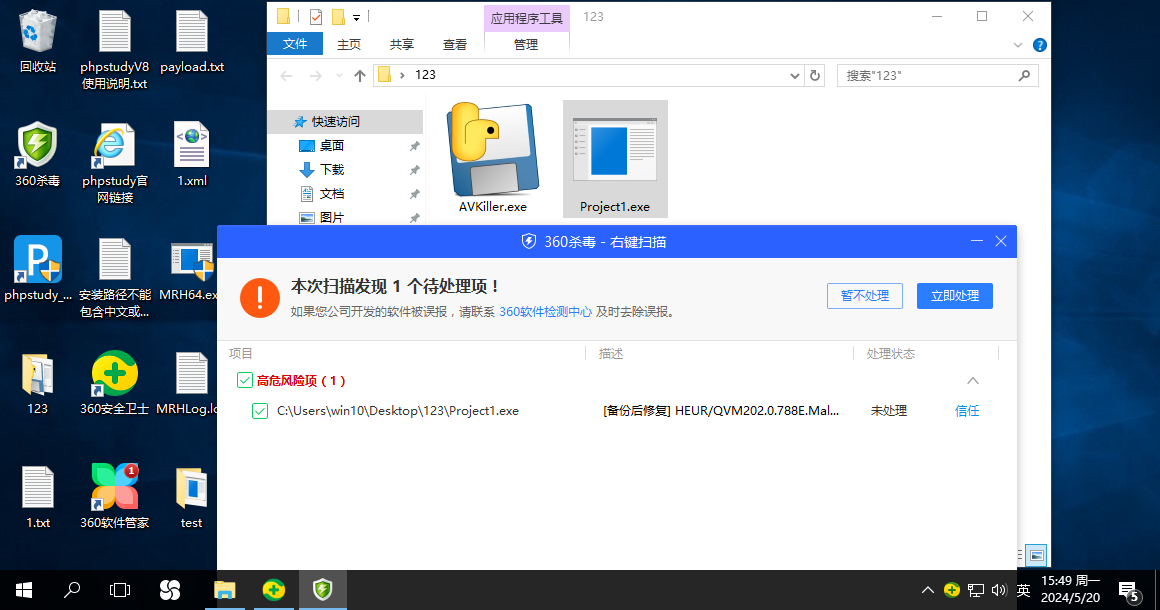 回收站
phpstudyV8
使用说明.txt
payload.txt
360杀毒
phpstudy官
网链接
1.xml
phpstudy_...
安装路径不能
包含中文或...
MRH64.ex
123
360安全卫士
MRHLog.lo
1.txt
1
360软件管家
test
应用程序工具
123
文件
主页
共享
查看
管理
123
搜索"123"
快速访问
桌面
下载
文档
图片
AVKiller.exe
Project1.exe
360杀毒 - 右键扫描
本次扫描发现 1 个待处理项！
如果您公司开发的软件被误报，请联系 360软件检测中心 及时去除误报。
暂不处理
立即处理
项目
描述
处理状态
高危风险项（1）
C:\Users\win10\Desktop\123\Project1.exe
[备份后修复] HEUR/QVM202.0.788E.Mal...
未处理
信任
英
15:49 周一
2024/5/20
5